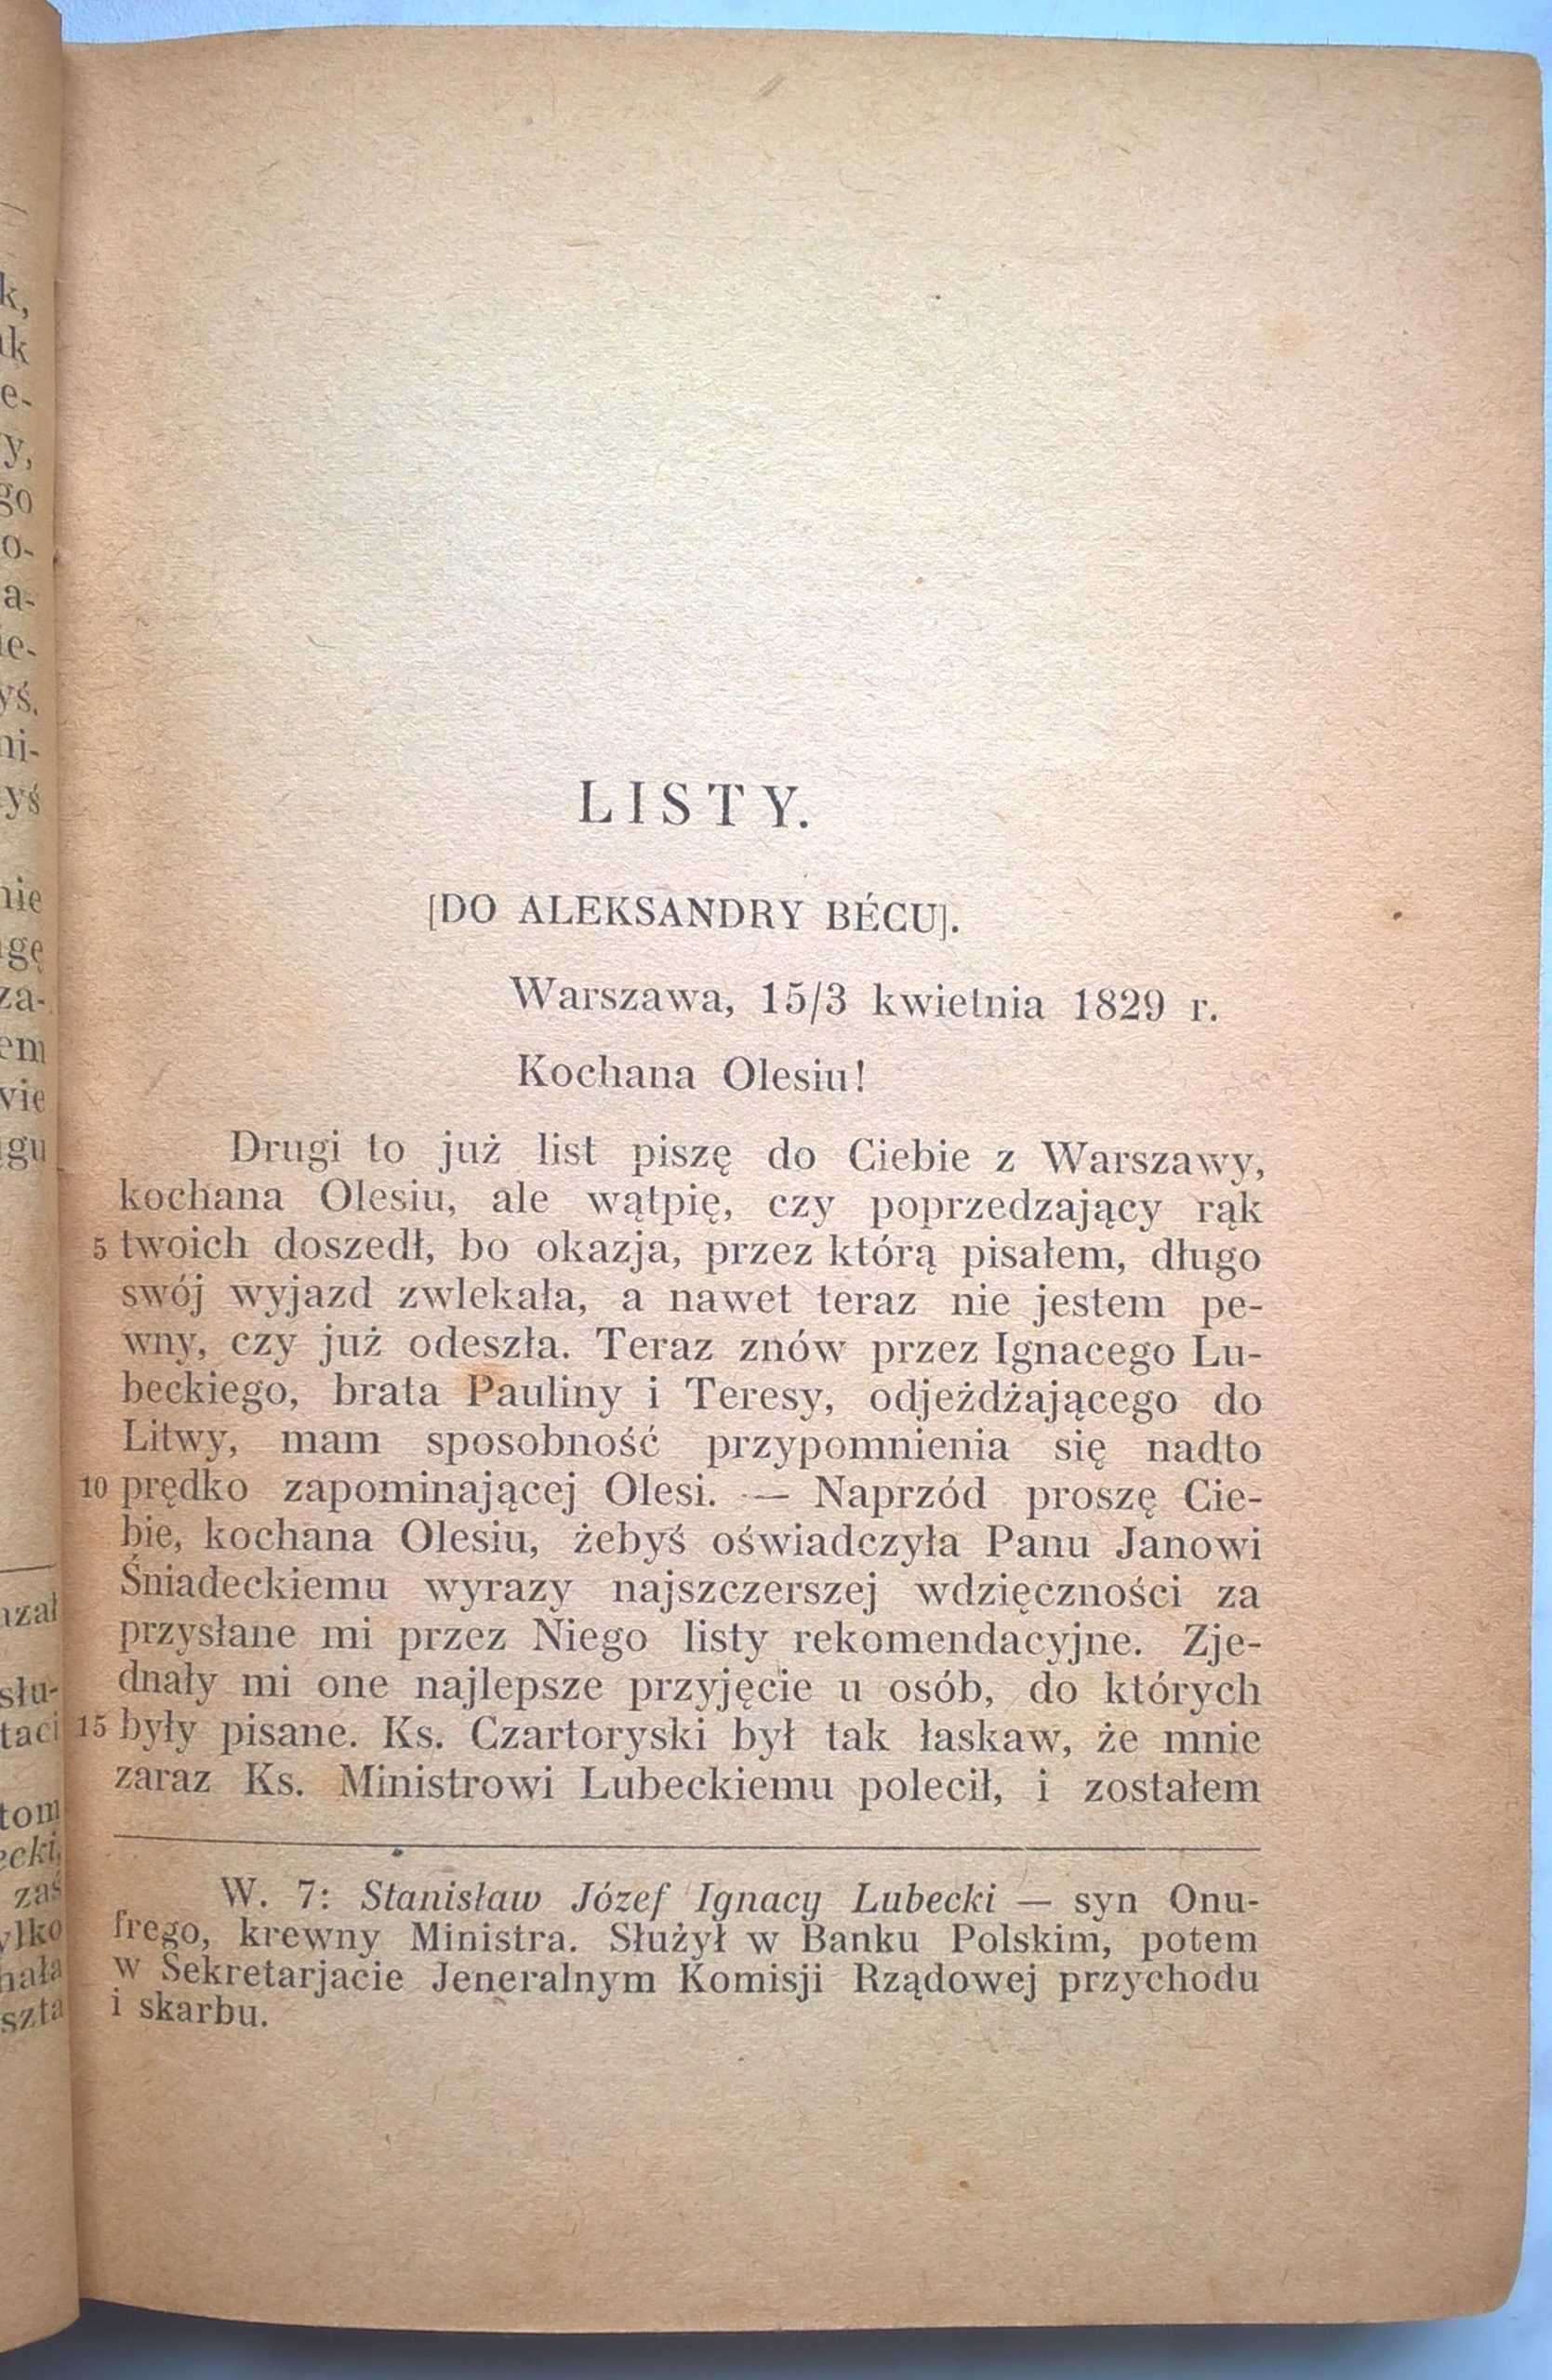 LISTY.
[DO ALEKSANDRY BÉCU].
Warszawa, 15/3 kwietnia 1829 r.
Kochana Olesiu!
Drugi to już list piszę do Ciebie z Warszawy,
kochana Olesiu, ale wątpię, czy poprzedzający rąk
5 twoich doszedł, bo okazja, przez którą pisałem, długo
swój wyjazd zwlekała, a nawet teraz nie jestem pe-
wny, czy już odeszła. Teraz znów przez Ignacego Lu-
beckiego, brata Pauliny i Teresy, odjeżdżającego do
Litwy, mam sposobność przypomnienia się nadto
10 prędko zapominającej Olesi. — Naprzód proszę Cie-
bie, kochana Olesiu, żebyś oświadczyła Panu Janowi
Śniadeckiemu wyrazy najszczerszej wdzięczności za
przysłane mi przez Niego listy rekomendacyjne. Zje-
dnały mi one najlepsze przyjęcie u osób, do których
15 były pisane. Ks. Czartoryski był tak łaskaw, że mnie
zaraz Ks. Ministrowi Lubeckiemu polecił, i zostałem
W. 7: Stanisław Józef Ignacy Lubecki — syn Onu-
frego, krewny Ministra. Służył w Banku Polskim, potem
w Sekretarjacie Jeneralnym Komisji Rządowej przychodu
i skarbu.